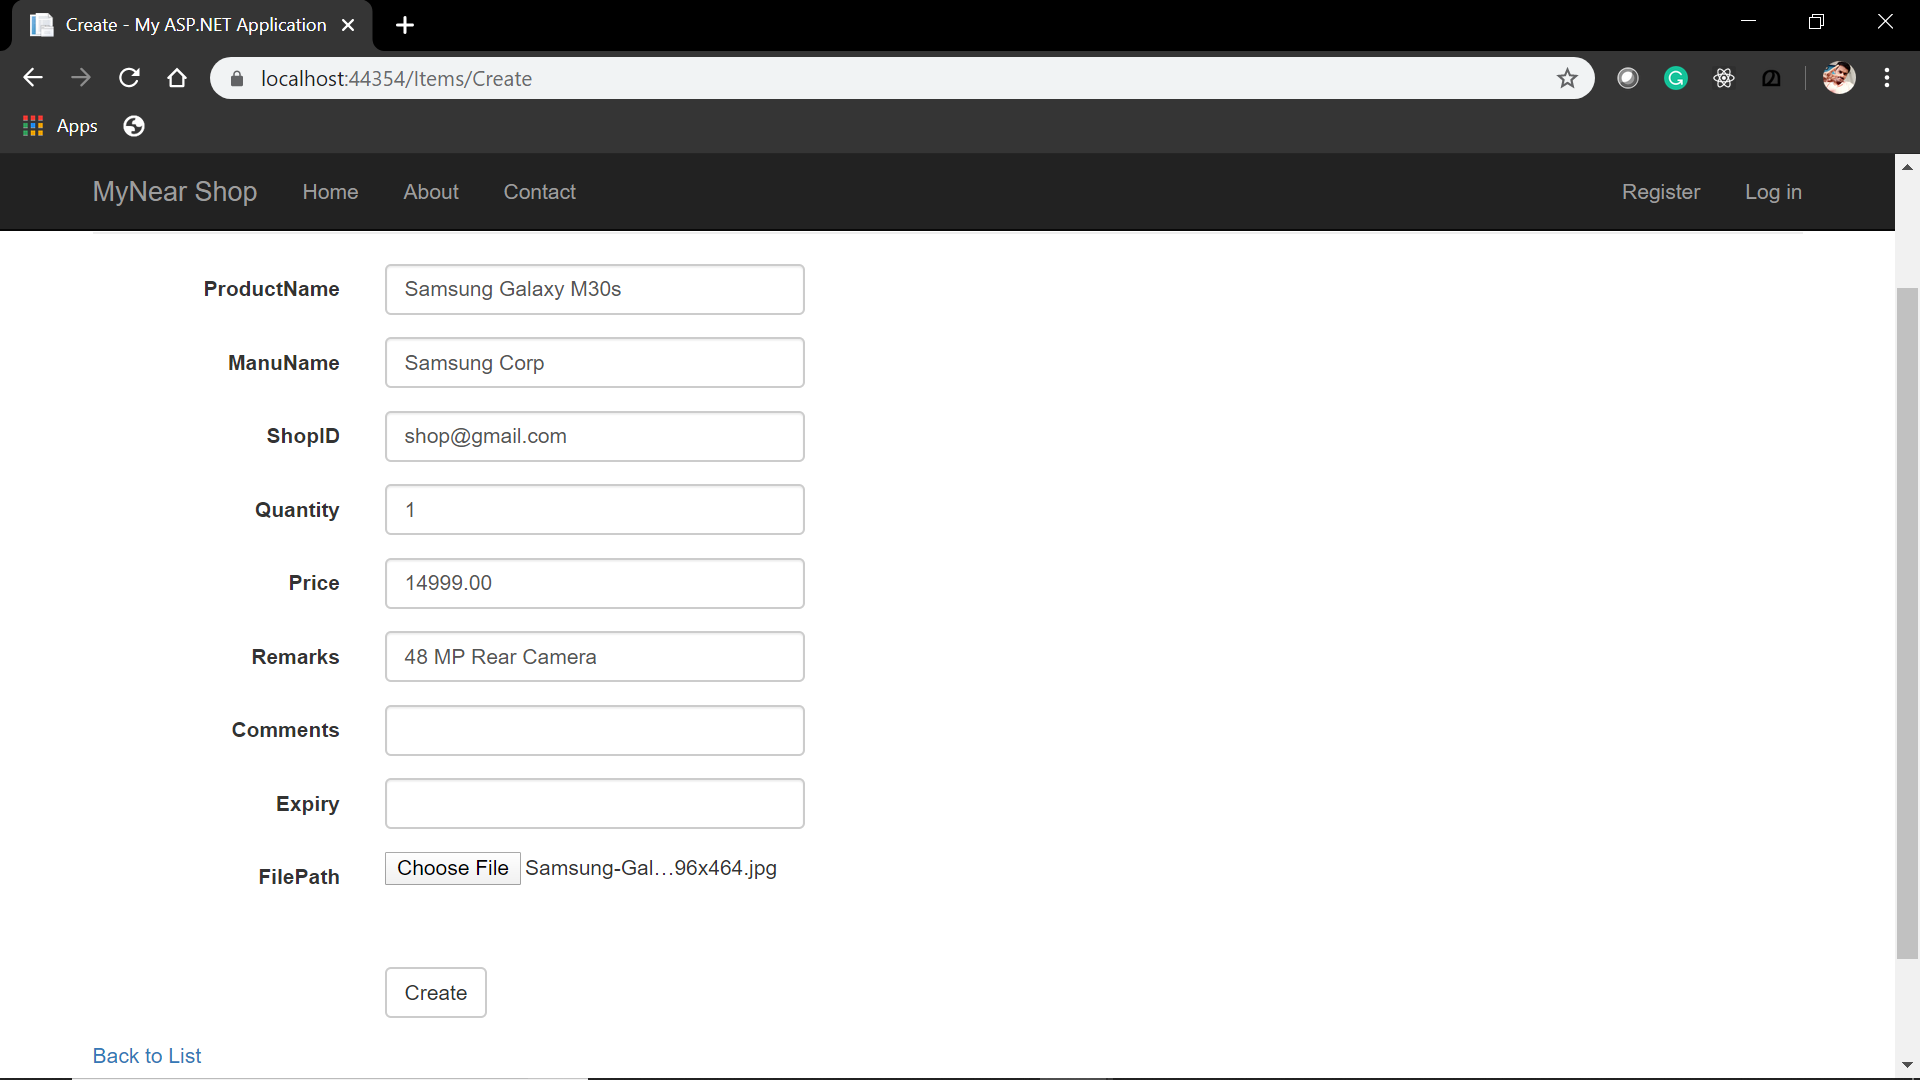 Create - My ASP.NET Application
localhost:44354/Items/Create
Apps
MyNear Shop Home About Contact Register Log in
ProductName Samsung Galaxy M30s
ManuName Samsung Corp
ShopID shop@gmail.com
Quantity 1
Price 14999.00
Remarks 48 MP Rear Camera
Comments
Expiry
FilePath Choose File Samsung-Gal…96x464.jpg
Create
Back to List